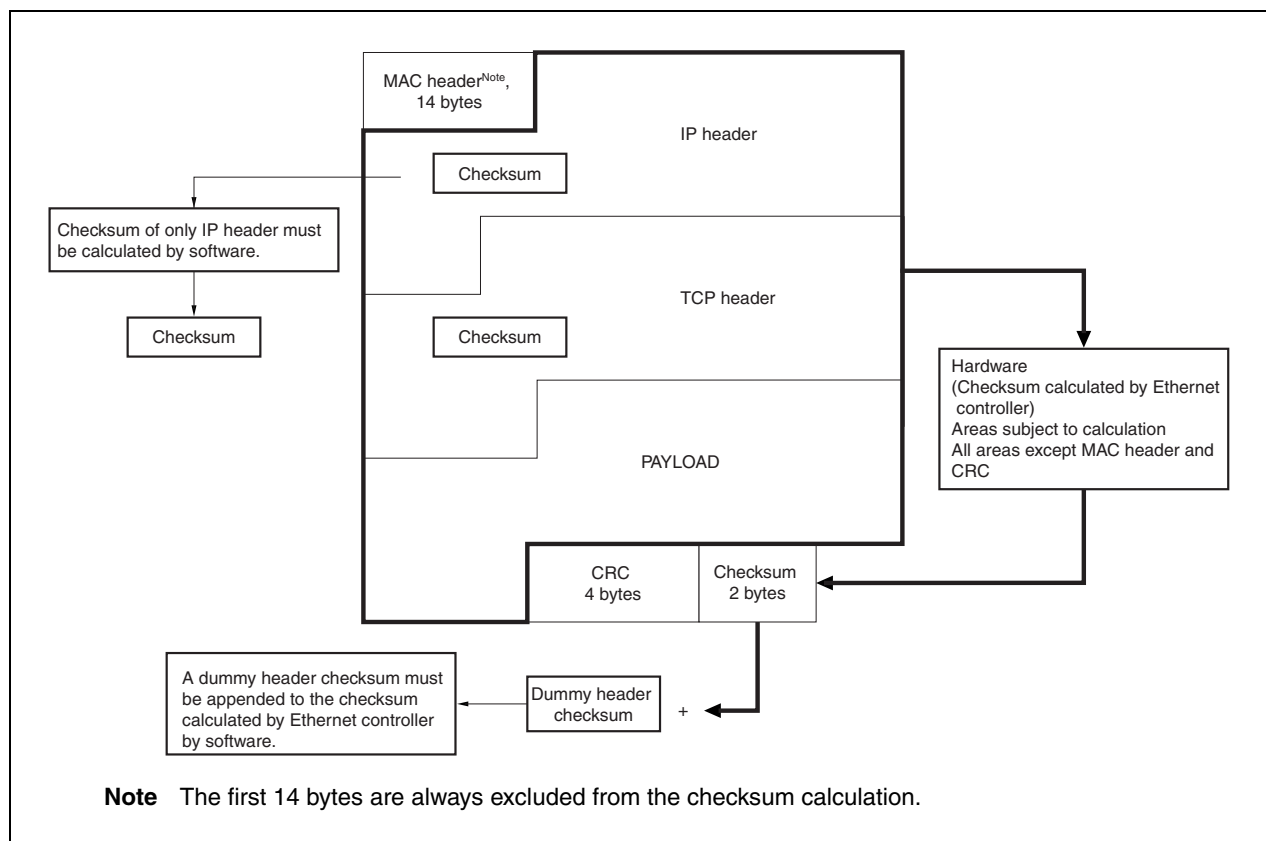 MAC headerNote,
14 bytes
IP header
Checksum
Checksum of only IP header must
be calculated by software.
Checksum
TCP header
Checksum
Hardware
(Checksum calculated by Ethernet
controller)
Areas subject to calculation
All areas except MAC header and
CRC
PAYLOAD
CRC
4 bytes
Checksum
2 bytes
A dummy header checksum must
be appended to the checksum
calculated by Ethernet controller
by software.
Dummy header
checksum
+
Note The first 14 bytes are always excluded from the checksum calculation.